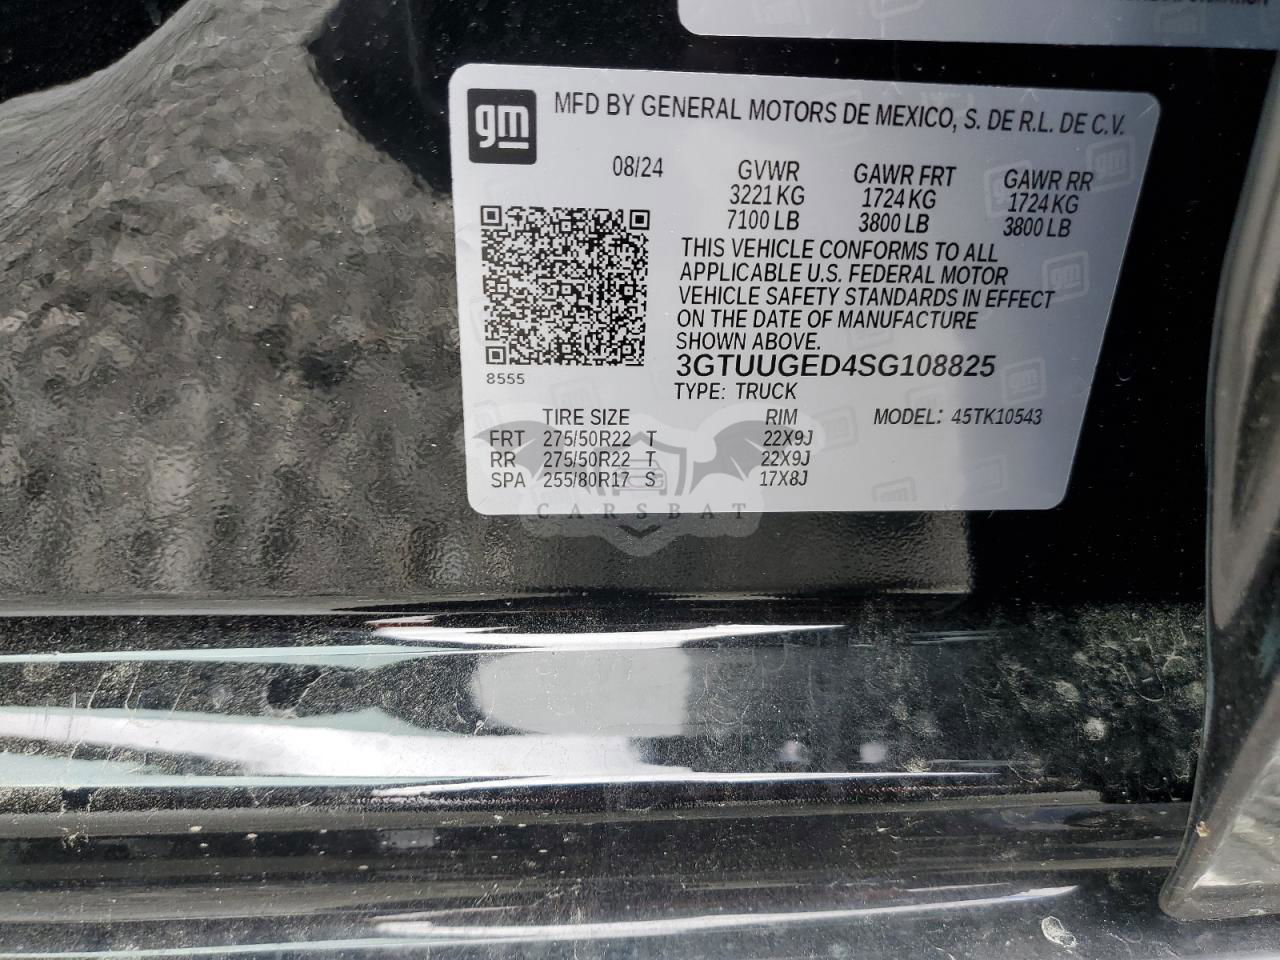 gm
MFD BY GENERAL MOTORS DE MEXICO, S. DE R.L. DE C.V.
08/24 GVWR GAWR FRT GAWR RR
3221 KG 1724 KG 1724 KG
7100 LB 3800 LB 3800 LB
THIS VEHICLE CONFORMS TO ALL
APPLICABLE U.S. FEDERAL MOTOR
VEHICLE SAFETY STANDARDS IN EFFECT
ON THE DATE OF MANUFACTURE
SHOWN ABOVE.
3GTUUGED4SG108825
8555
TYPE: TRUCK
TIRE SIZE RIM MODEL: 45TK10543
FRT 275/50R22 T 22X9J
RR 275/50R22 T 22X9J
SPA 255/80R17 S 17X8J
CARSBAT